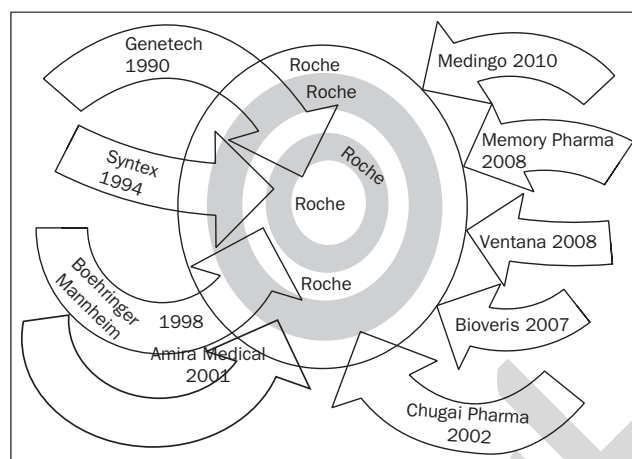 Genetech
1990
Roche
Roche
Medingo 2010
Syntex
1994
Roche
Roche
Memory Pharma
2008
Ventana 2008
Boehringer
Mannheim
1998
Roche
Bioveris 2007
Amira Medical
2001
Chugai Pharma
2002